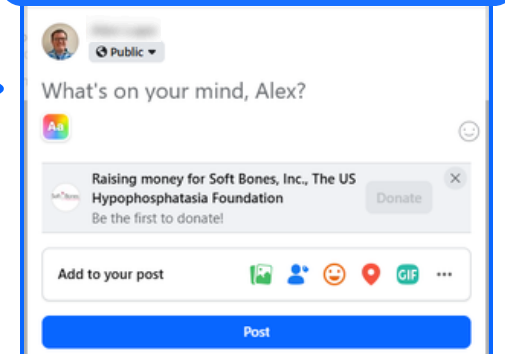 Public
What's on your mind, Alex?
Aa
Raising money for Soft Bones, Inc., The US
Hypophosphatasia Foundation
Donate
Be the first to donate!
Add to your post
GIF
Post